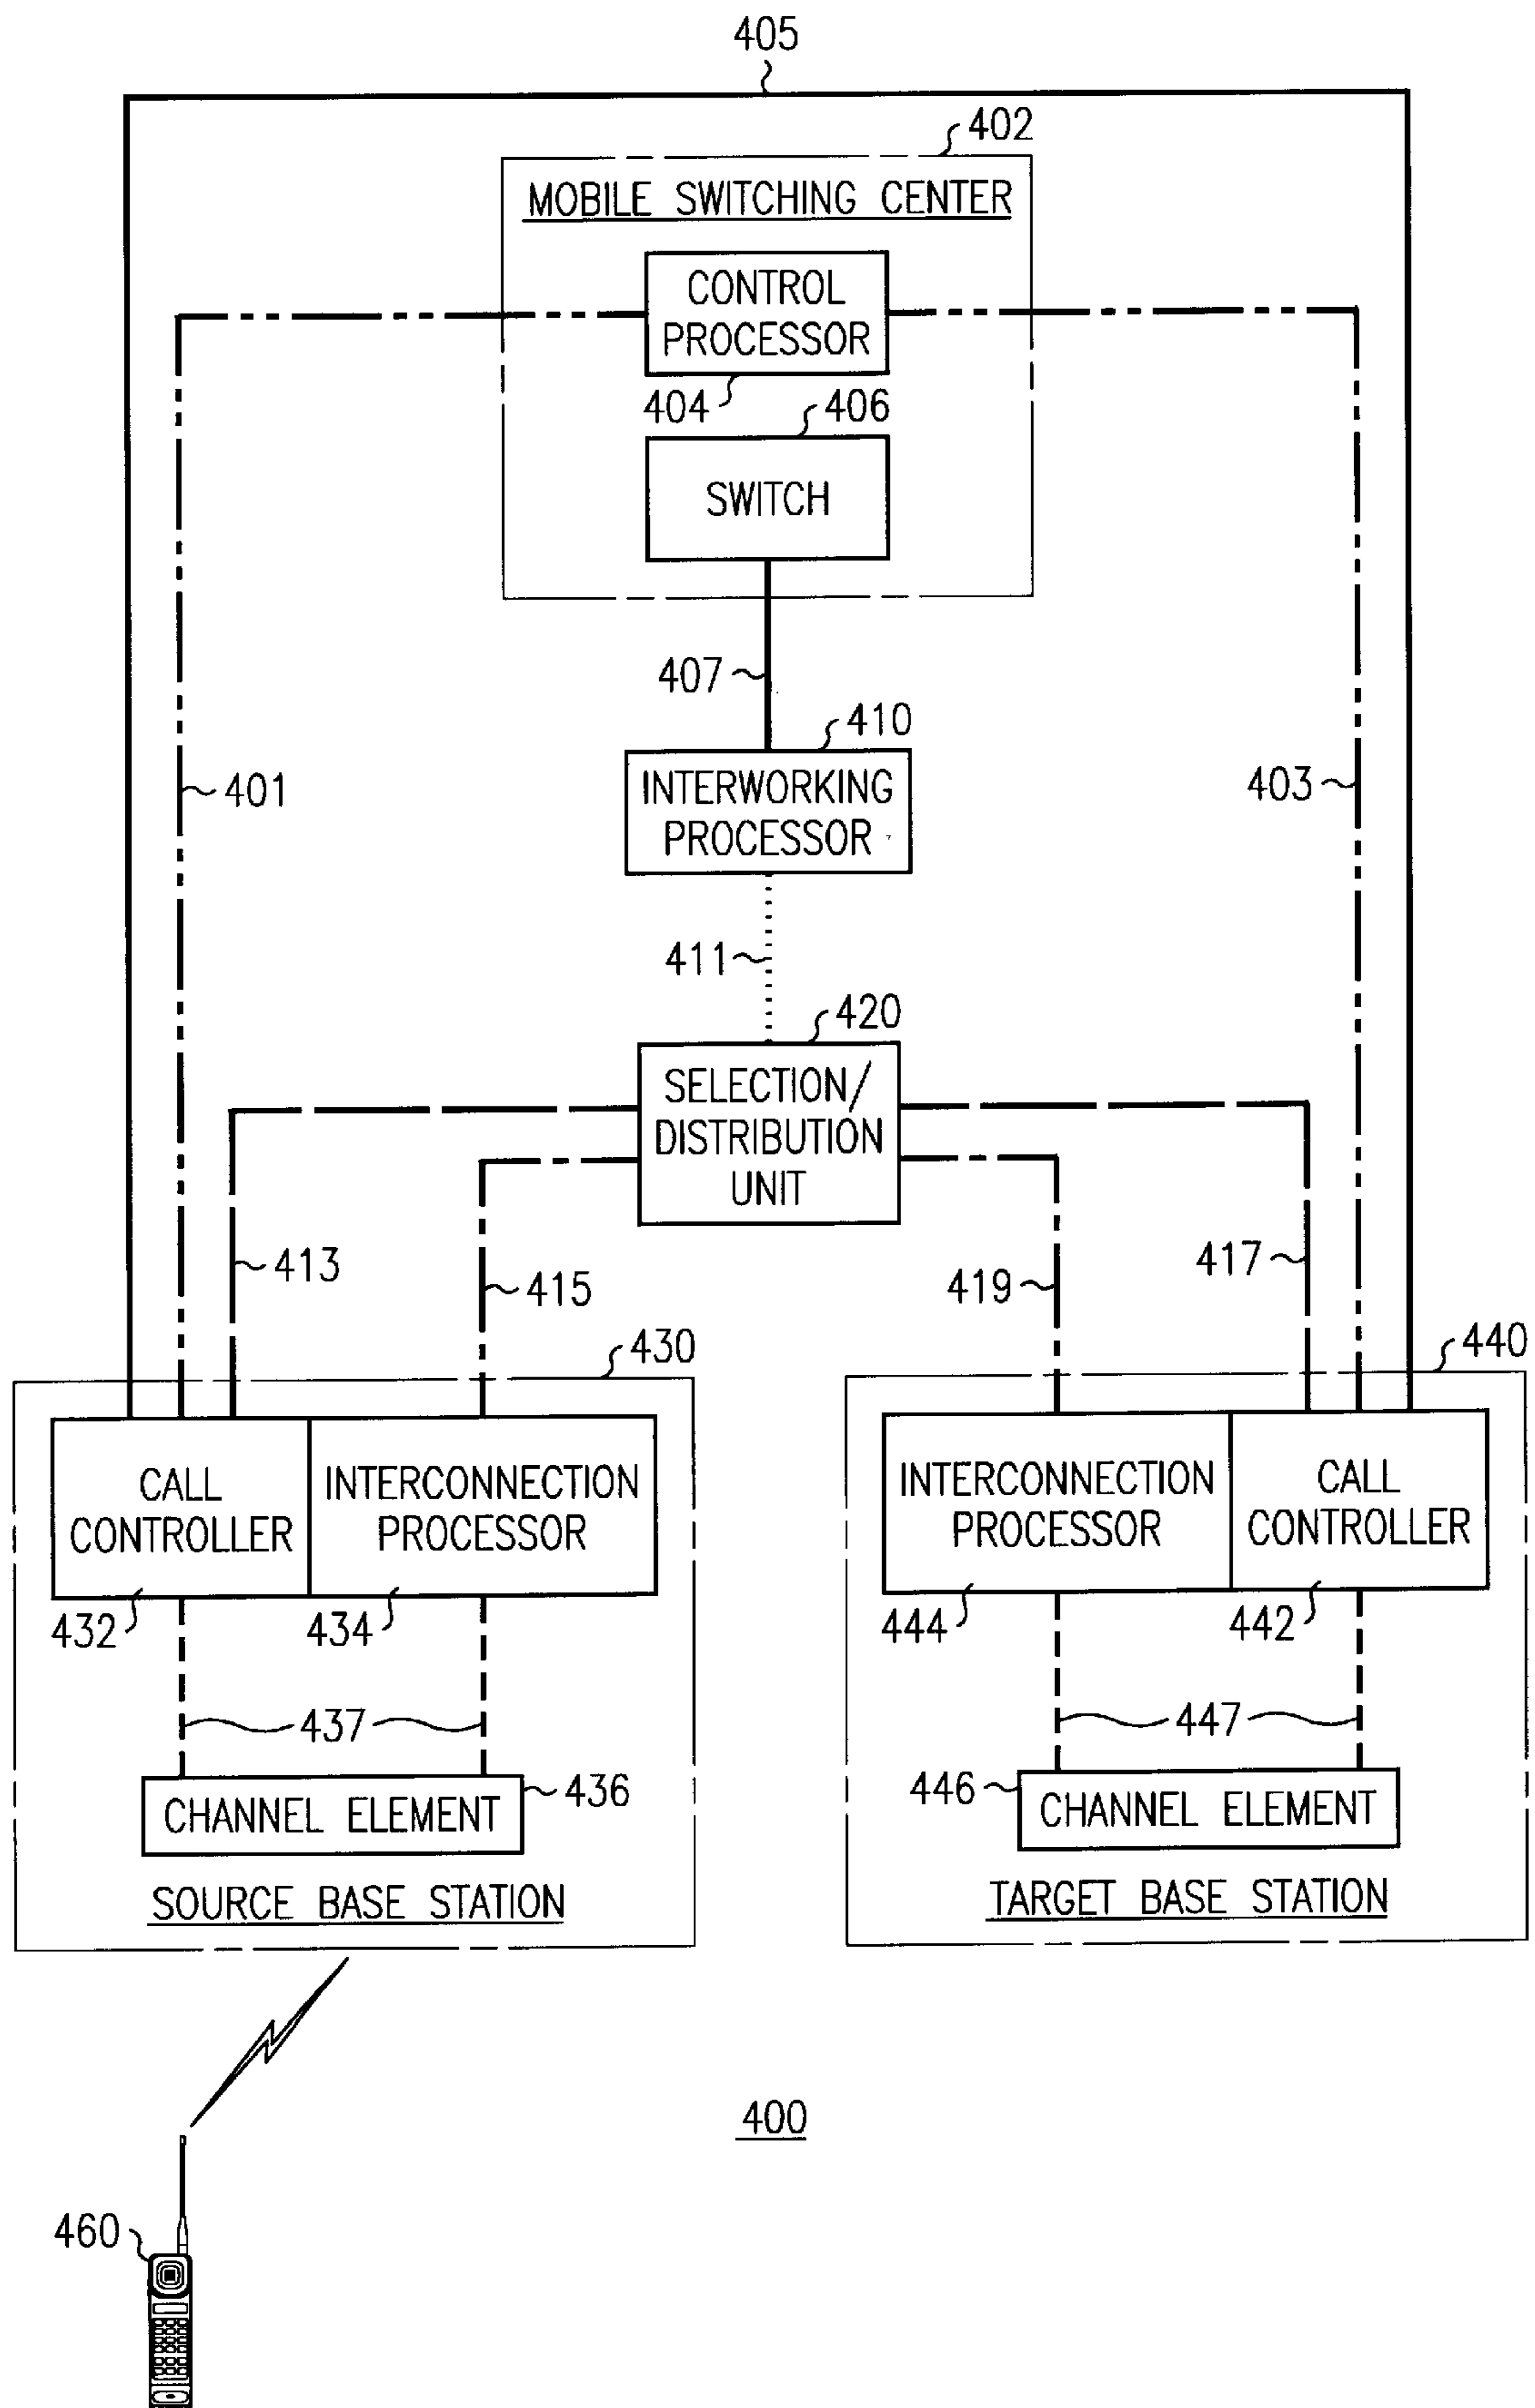 405
402
MOBILE SWITCHING CENTER
CONTROL
PROCESSOR
404
406
SWITCH
407
410
401
INTERWORKING
PROCESSOR
403
411
420
SELECTION/
DISTRIBUTION
UNIT
413
415
419
417
430
440
CALL
CONTROLLER
INTERCONNECTION
PROCESSOR
INTERCONNECTION
PROCESSOR
CALL
CONTROLLER
432
434
444
442
437
447
436
446
CHANNEL ELEMENT
CHANNEL ELEMENT
SOURCE BASE STATION
TARGET BASE STATION
400
460